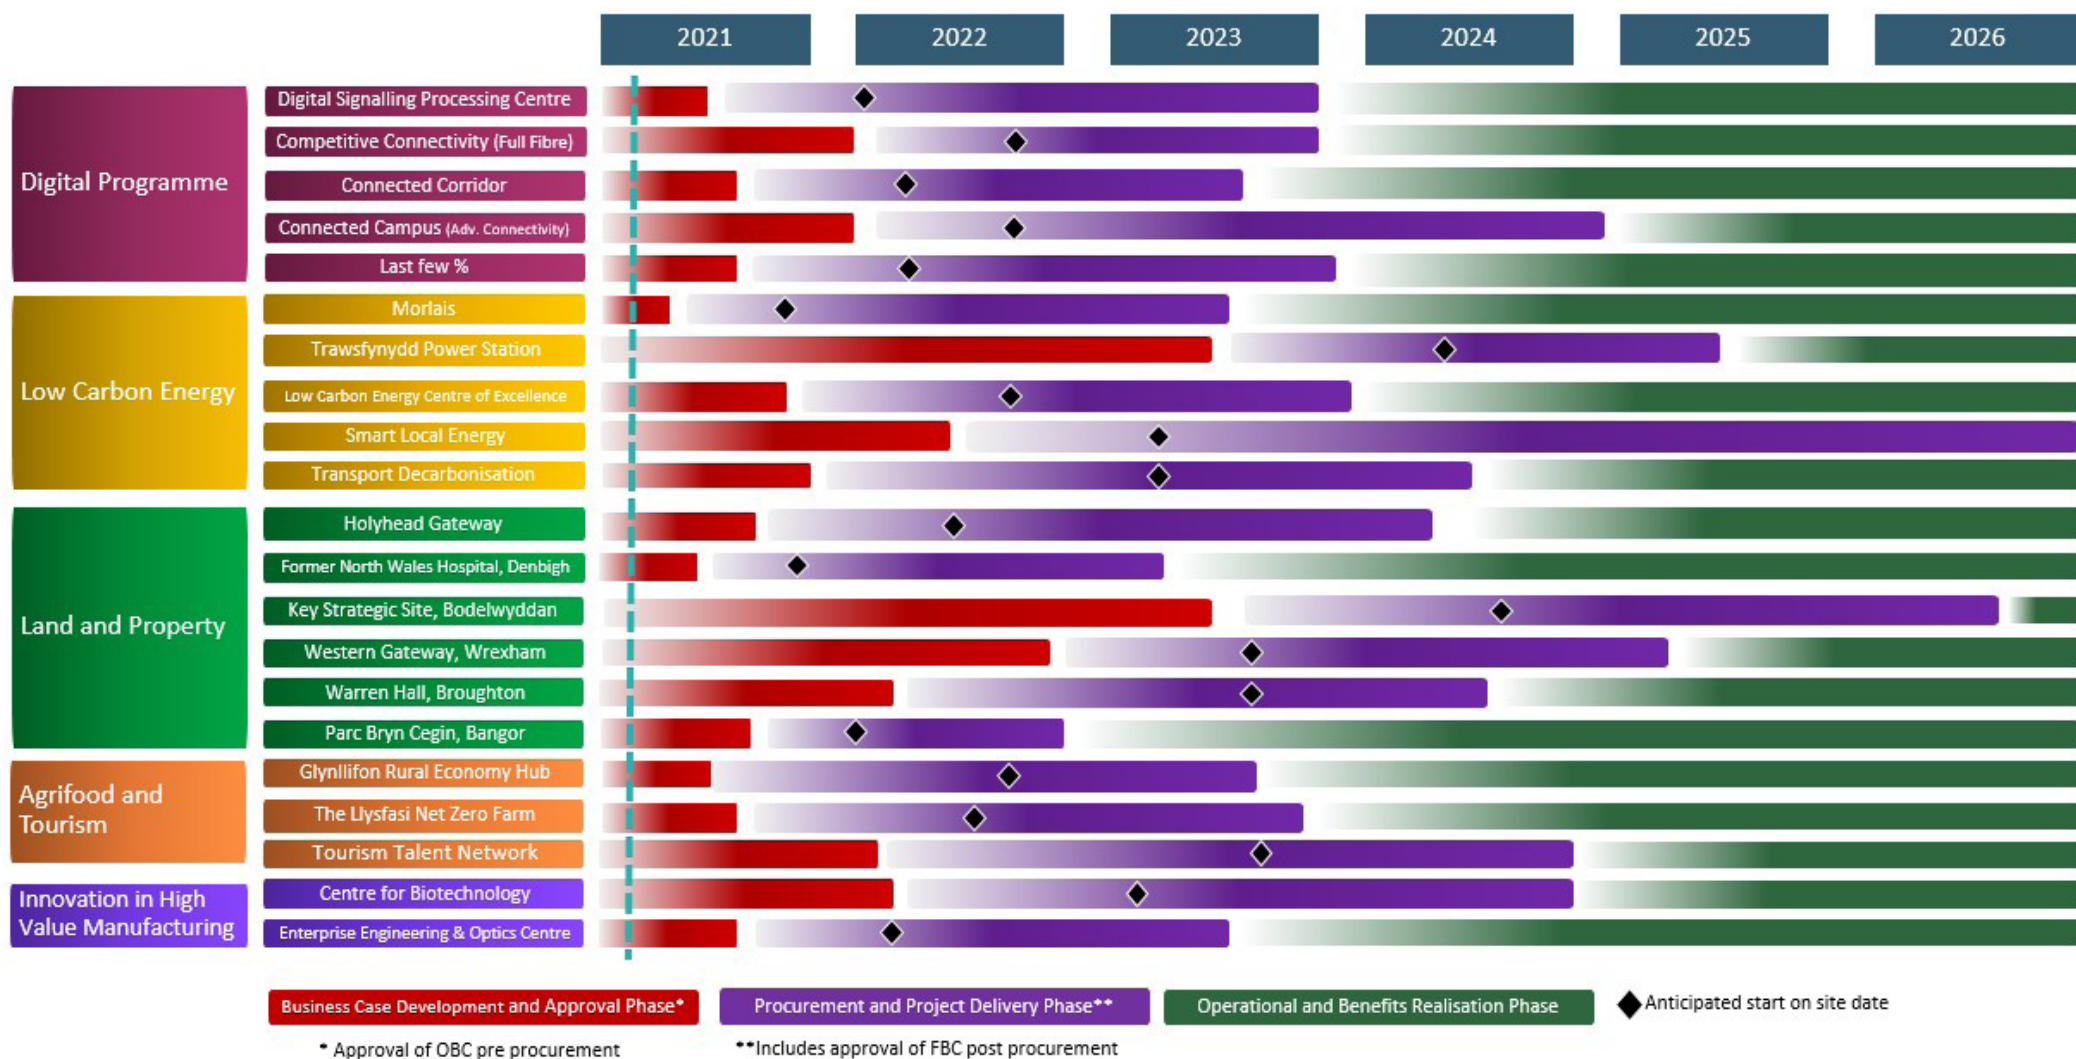 2021 2022 2023 2024 2025 2026
Digital Programme
Digital Signalling Processing Centre
Competitive Connectivity (Full Fibre)
Connected Corridor
Connected Campus (Adv. Connectivity)
Last few %
Low Carbon Energy
Morlais
Trawsfynydd Power Station
Low Carbon Energy Centre of Excellence
Smart Local Energy
Transport Decarbonisation
Land and Property
Holyhead Gateway
Former North Wales Hospital, Denbigh
Key Strategic Site, Bodelwyddan
Western Gateway, Wrexham
Warren Hall, Broughton
Parc Bryn Cegin, Bangor
Agrifood and
Tourism
Glynllifon Rural Economy Hub
The Llysfasi Net Zero Farm
Tourism Talent Network
Innovation in High
Value Manufacturing
Centre for Biotechnology
Enterprise Engineering & Optics Centre
Business Case Development and Approval Phase*
Procurement and Project Delivery Phase**
Operational and Benefits Realisation Phase
Anticipated start on site date
* Approval of OBC pre procurement
**Includes approval of FBC post procurement